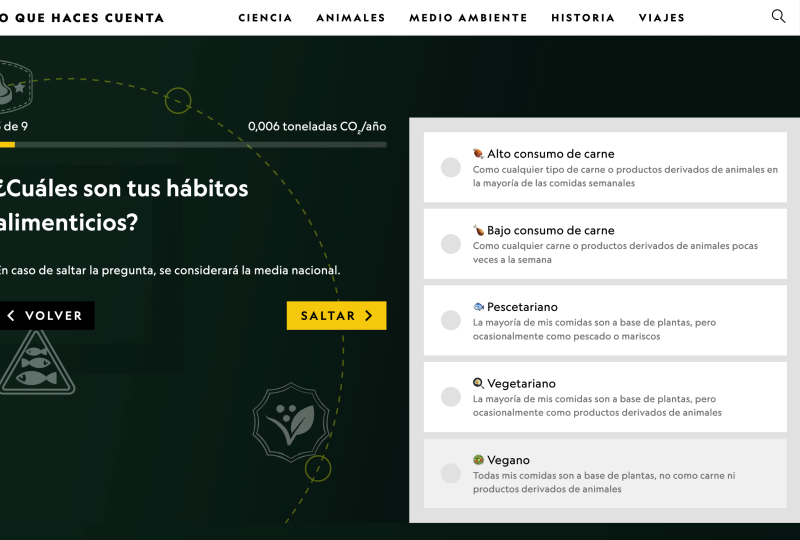 O QUE HACES CUENTA
CIENCIA
ANIMALES
MEDIO AMBIENTE
HISTORIA
VIAJES
de 9
0,006 toneladas CO₂/año
¿Cuáles son tus hábitos
alimenticios?
En caso de saltar la pregunta, se considerará la media nacional.
VOLVER
SALTAR
Alto consumo de carne
Como cualquier tipo de carne o productos derivados de animales en
la mayoría de las comidas semanales
Bajo consumo de carne
Como cualquier carne o productos derivados de animales pocas
veces a la semana
Pescetariano
La mayoría de mis comidas son a base de plantas, pero
ocasionalmente como pescado o mariscos
Vegetariano
La mayoría de mis comidas son a base de plantas, pero
ocasionalmente como productos derivados de animales
Vegano
Todas mis comidas son a base de plantas, no como carne ni
productos derivados de animales